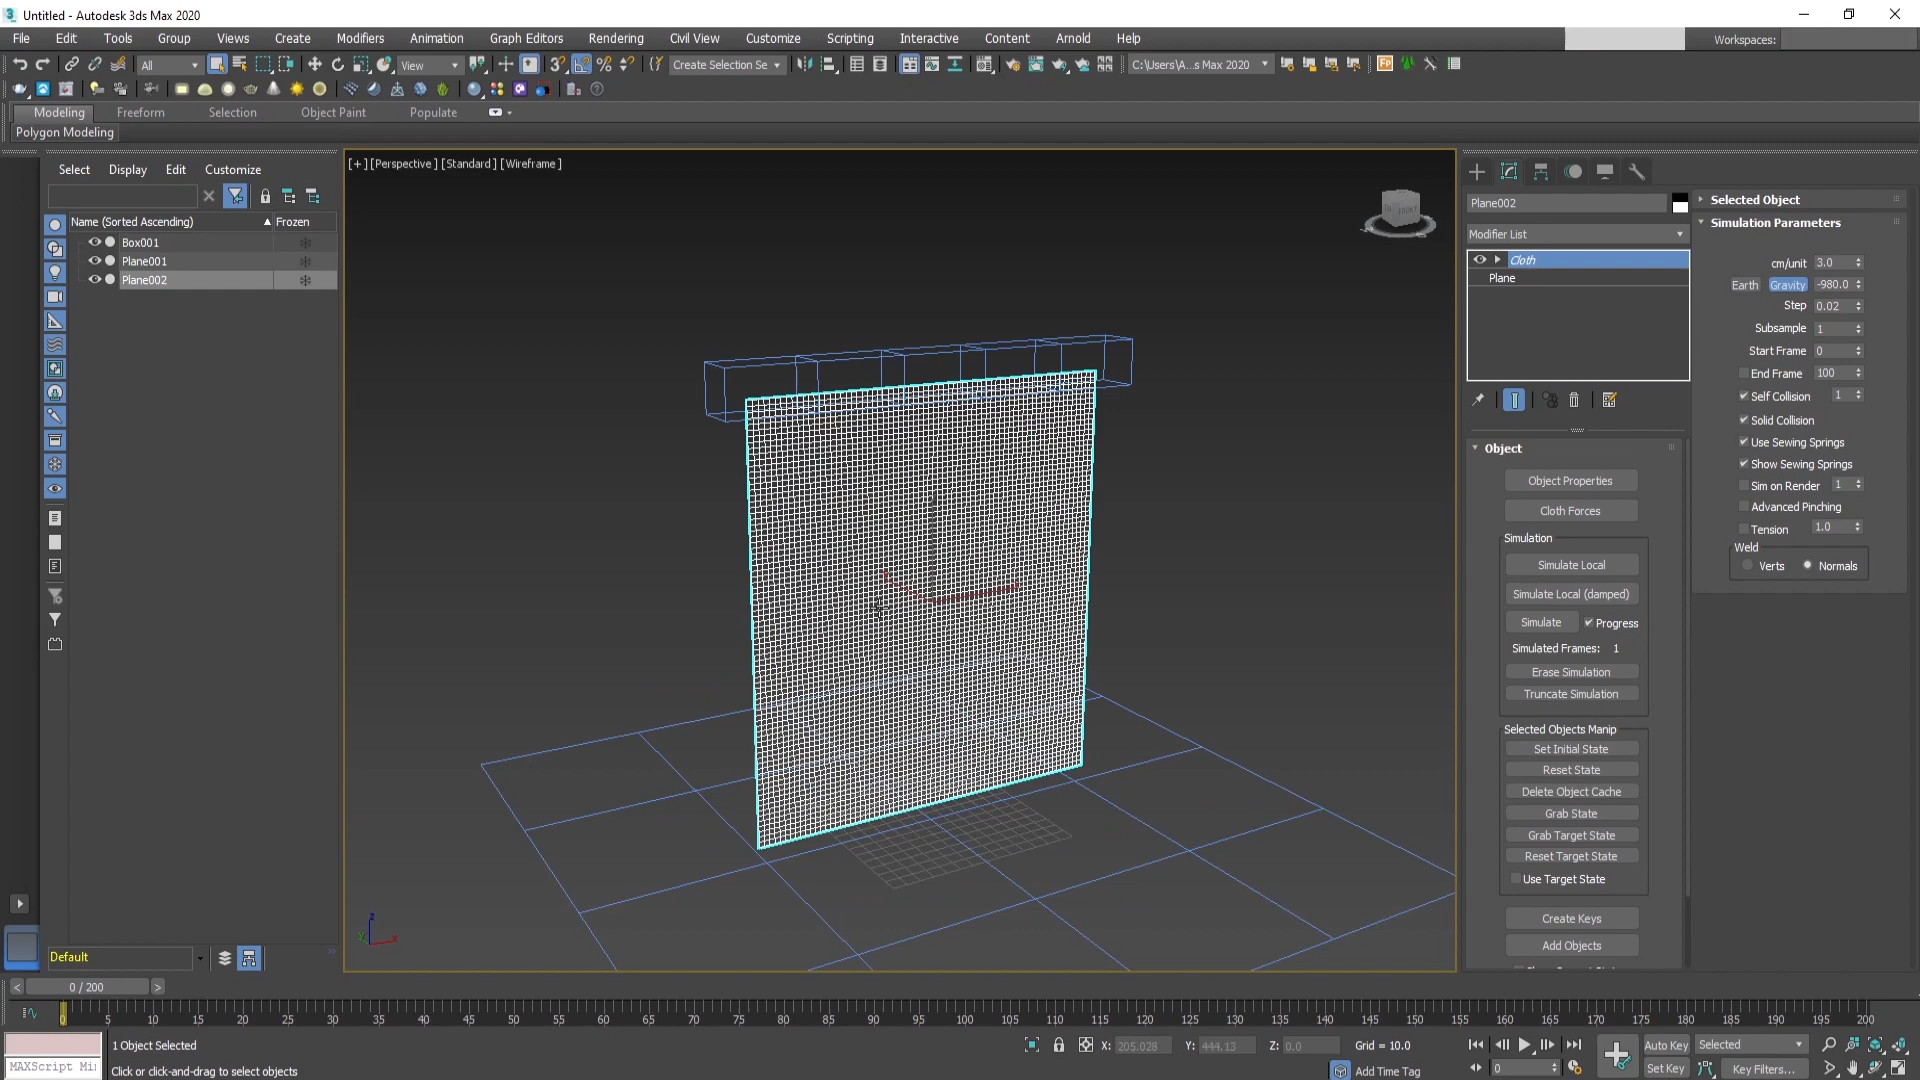 Untitled - Autodesk 3ds Max 2020
File Edit Tools Group Views Create Modifiers Animation Graph Editors Rendering Civil View Customize Scripting Interactive Content Arnold Help Workspaces:
All View Create Selection Se C:\Users\A...s Max 2020
Modeling Freeform Selection Object Paint Populate
Polygon Modeling
Select Display Edit Customize
[+] [Perspective ] [Standard ] [Wireframe ]
Name (Sorted Ascending) Frozen
Box001
Plane001
Plane002
Plane002
Modifier List
Cloth
Plane
Object
Object Properties
Cloth Forces
Simulation
Simulate Local
Simulate Local (damped)
Simulate Progress
Simulated Frames: 1
Erase Simulation
Truncate Simulation
Selected Objects Manip
Set Initial State
Reset State
Delete Object Cache
Grab State
Grab Target State
Reset Target State
Use Target State
Create Keys
Add Objects
Selected Object
Simulation Parameters
cm/unit 3.0
Earth Gravity -980.0
Step 0.02
Subsample 1
Start Frame 0
End Frame 100
Self Collision 1
Solid Collision
Use Sewing Springs
Show Sewing Springs
Sim on Render 1
Advanced Pinching
Tension 1.0
Weld
Verts Normals
z
y x
Default
< 0 / 200 >
0 5 10 15 20 25 30 35 40 45 50 55 60 65 70 75 80 85 90 95 100 105 110 115 120 125 130 135 140 145 150 155 160 165 170 175 180 185 190 195 200
1 Object Selected X: 205.028 Y: 444.13 Z: 0.0 Grid = 10.0 Auto Key Selected
MAXScript Mi Click or click-and-drag to select objects Add Time Tag 0 Set Key Key Filters...